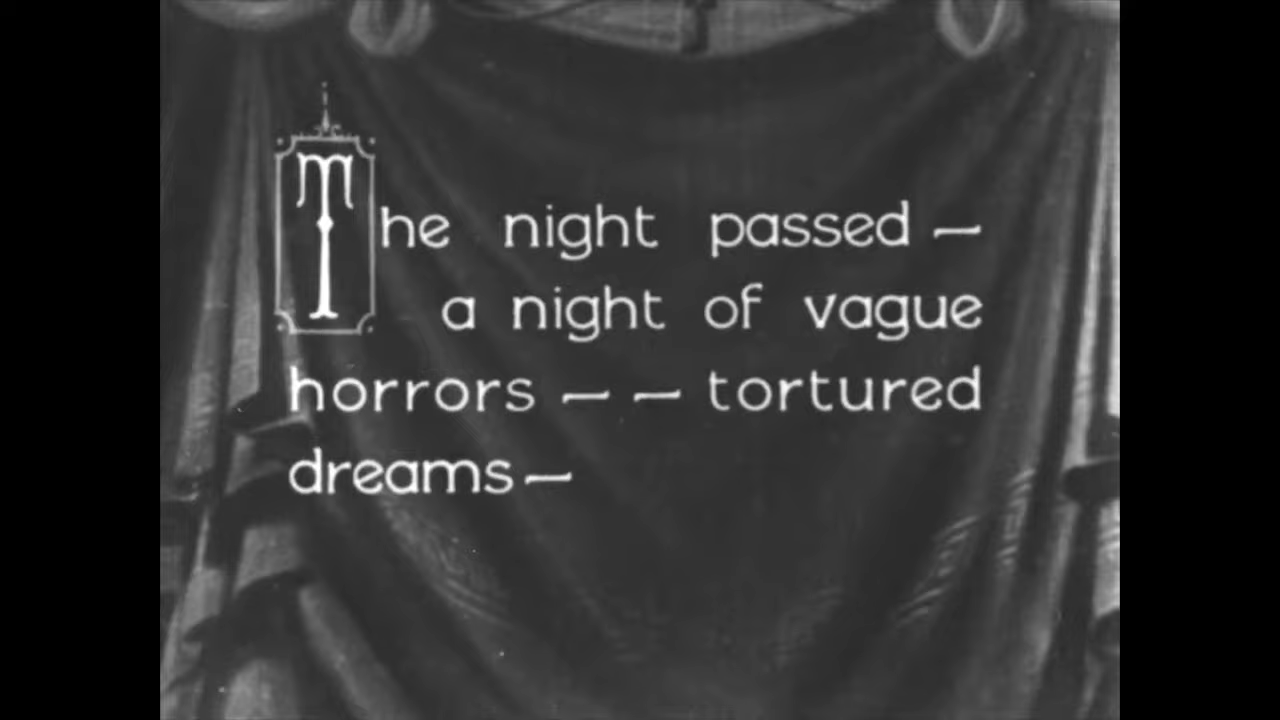 The night passed —
a night of vague
horrors — — tortured
dreams —